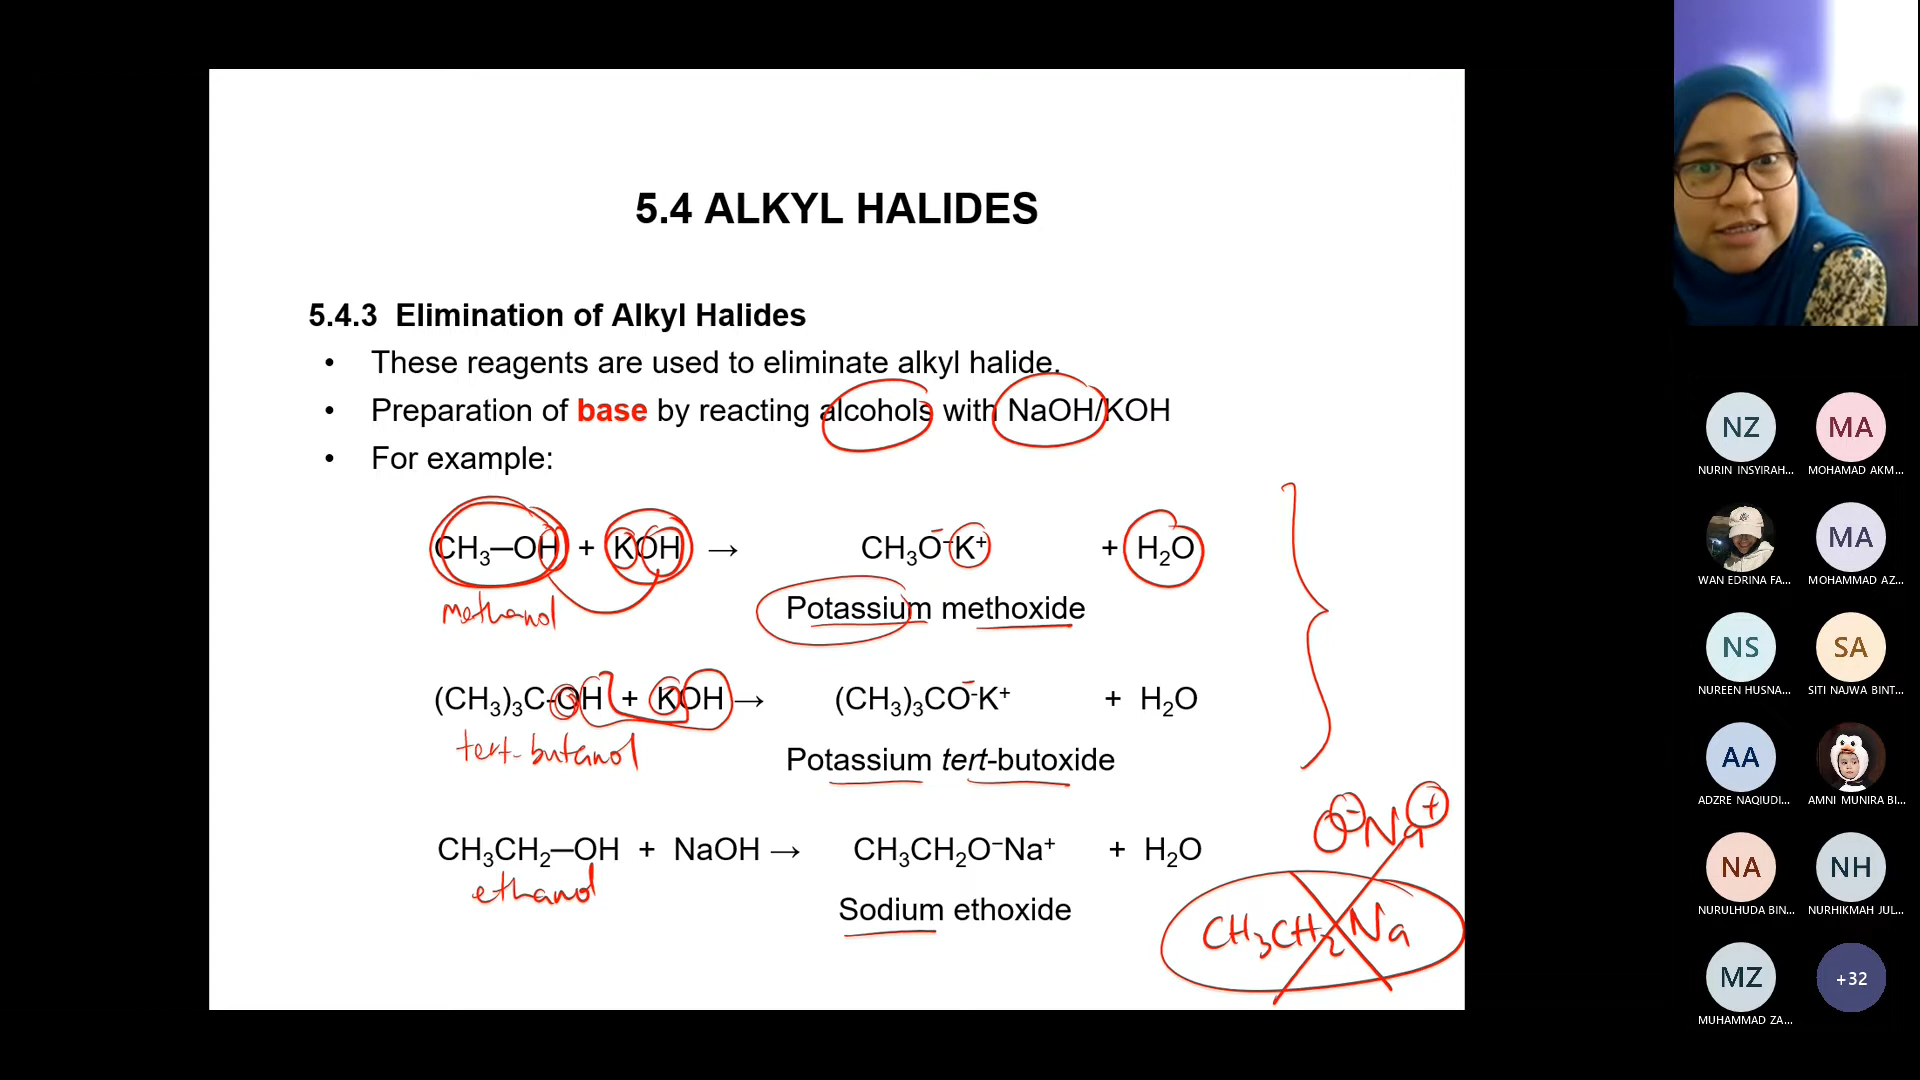 5.4 ALKYL HALIDES
5.4.3 Elimination of Alkyl Halides
• These reagents are used to eliminate alkyl halide.
• Preparation of base by reacting alcohols with NaOH/KOH
• For example:
CH₃─OH + KOH → CH₃O⁻K⁺ + H₂O
methanol
Potassium methoxide
(CH₃)₃C-OH + KOH → (CH₃)₃CO⁻K⁺ + H₂O
tert-butanol
Potassium tert-butoxide
O⁻Na⁺
CH₃CH₂─OH + NaOH → CH₃CH₂O⁻Na⁺ + H₂O
ethanol
Sodium ethoxide
CH₃CH₂Na
NZ
NURIN INSYIRAH...
MA
MOHAMAD AKM...
WAN EDRINA FA...
MA
MOHAMMAD AZ...
NS
NUREEN HUSNA...
SA
SITI NAJWA BINT...
AA
ADZRE NAQIUDI...
AMNI MUNIRA BI...
NA
NURULHUDA BIN...
NH
NURHIKMAH JUL...
MZ
MUHAMMAD ZA...
+32